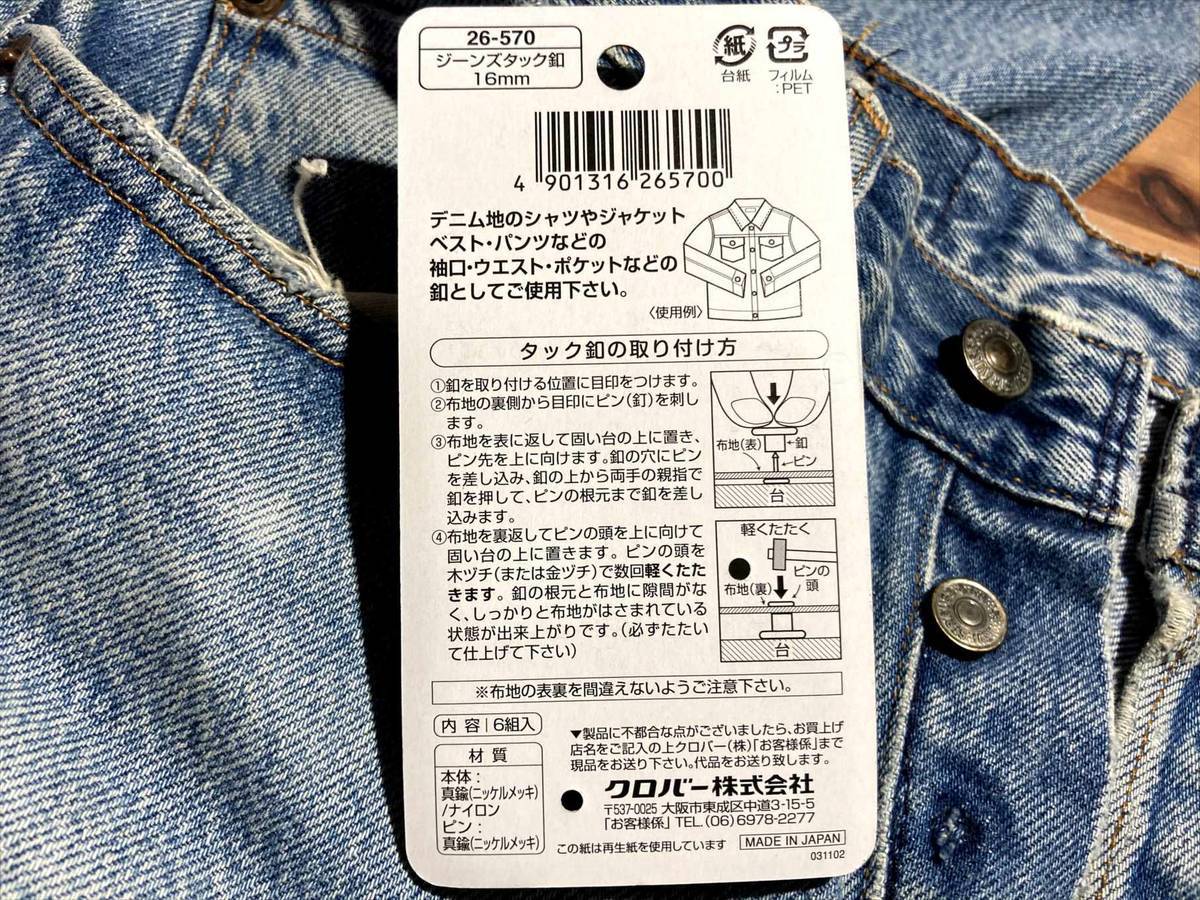 26-570
ジーンズタック釦
16mm
紙
台紙
プラ
フィルム
:PET
4 901316 265700
デニム地のシャツやジャケット
ベスト・パンツなどの
袖口・ウエスト・ポケットなどの
釦としてご使用下さい。
〈使用例〉
タック釦の取り付け方
①釦を取り付ける位置に目印をつけます。
②布地の裏側から目印にピン(釘)を刺し
ます。
③布地を表に返して固い台の上に置き、
ピン先を上に向けます。釦の穴にピン
を差し込み、釦の上から両手の親指で
釦を押して、ピンの根元まで釦を差し
込みます。
④布地を裏返してピンの頭を上に向けて
固い台の上に置きます。ピンの頭を
木ヅチ(または金ヅチ)で数回軽くたた
きます。釦の根元と布地に隙間がな
く、しっかりと布地がはさまれている
状態が出来上がりです。(必ずたたい
て仕上げて下さい)
布地(表)
釦
ピン
台
軽くたたく
ピンの
頭
布地(裏)
台
※布地の表裏を間違えないようご注意下さい。
内容 6組入
材質
本体:
真鍮(ニッケルメッキ)
/ナイロン
ピン:
真鍮(ニッケルメッキ)
▼製品に不都合な点がございましたら、お買上げ
店名をご記入の上クロバー(株)「お客様係」まで
現品をお送り下さい。代品をお送り致します。
クロバー株式会社
〒537-0025 大阪市東成区中道3-15-5
「お客様係」TEL.(06)6978-2277
この紙は再生紙を使用しています
MADE IN JAPAN
031102